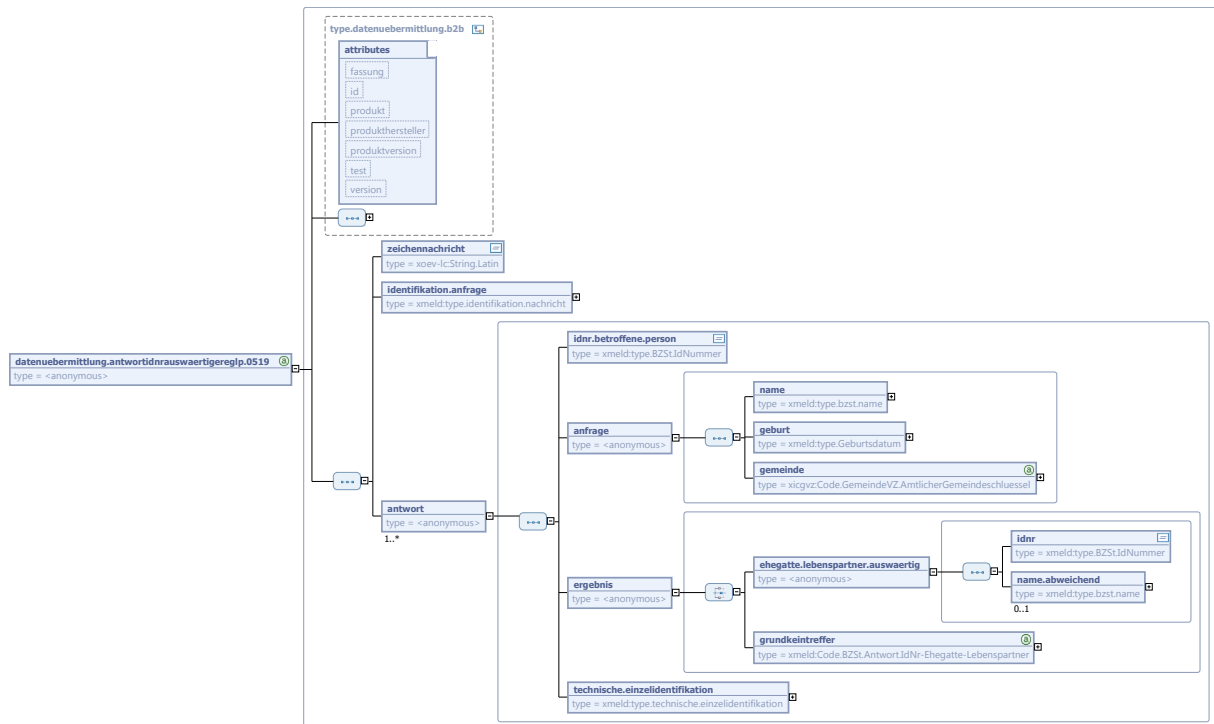 type.datenuebermittlung.b2b
attributes
fassung
id
produkt
produkthersteller
produktversion
test
version
zeichennachricht
type = xoev-lc:String.Latin
identifikation.anfrage
type = xmeld:type.identifikation.nachricht
datenuebermittlung.antwortidnrauswaertigereglp.0519
type = <anonymous>
idnr.betroffene.person
type = xmeld:type.BZSt.IdNummer
anfrage
type = <anonymous>
name
type = xmeld:type.bzst.name
geburt
type = xmeld:type.Geburtsdatum
gemeinde
type = xicgvz:Code.GemeindeVZ.AmtlicherGemeindeschluessel
antwort
type = <anonymous>
1..*
ergebnis
type = <anonymous>
ehegatte.lebenspartner.auswaertig
type = <anonymous>
idnr
type = xmeld:type.BZSt.IdNummer
name.abweichend
type = xmeld:type.bzst.name
0..1
grundkeintreffer
type = xmeld:Code.BZSt.Antwort.IdNr-Ehegatte-Lebenspartner
technische.einzelidentifikation
type = xmeld:type.technische.einzelidentifikation